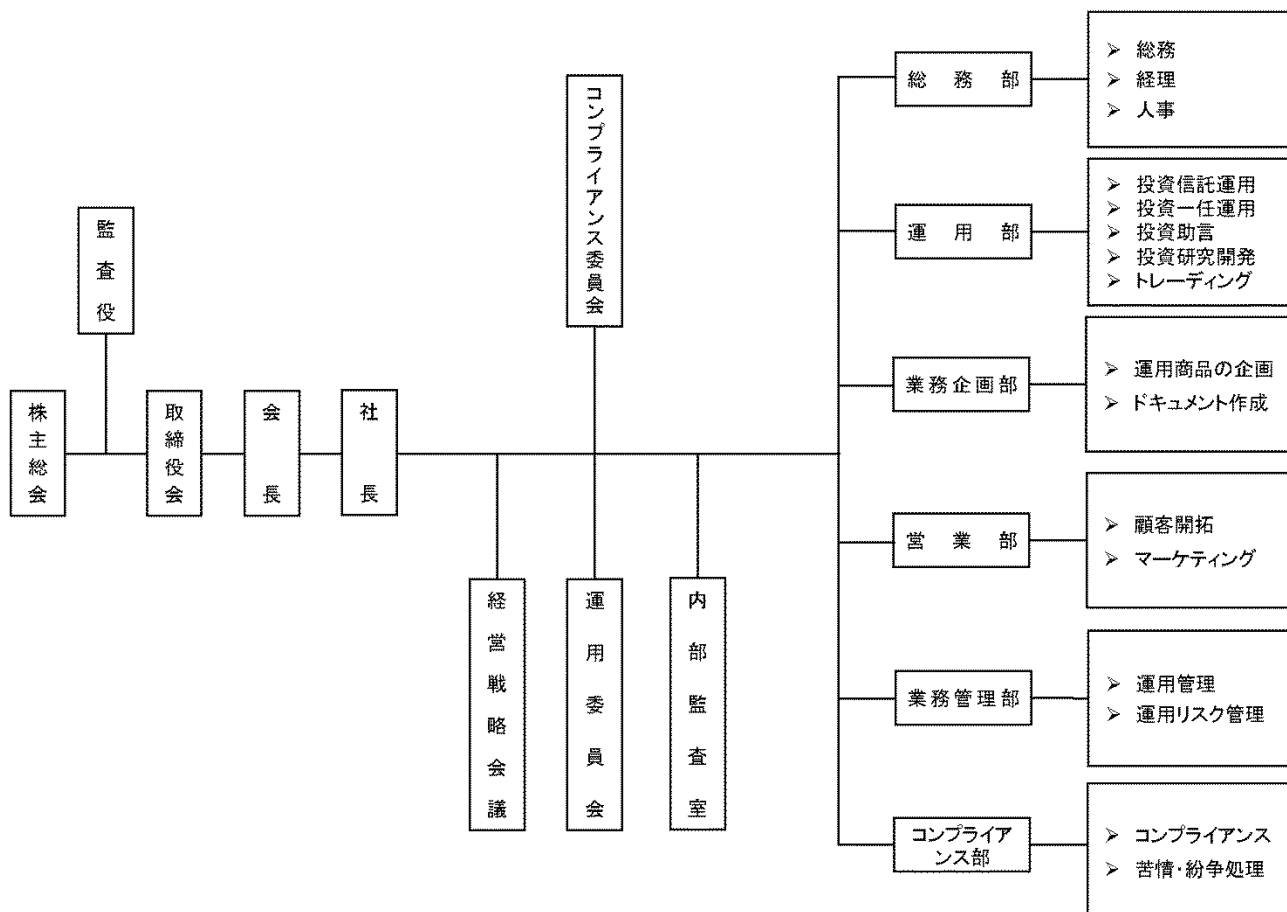 株主総会
監査役
取締役会
会長
社長
コンプライアンス委員会
経営戦略会議
運用委員会
内部監査室
総務部
➢ 総務
➢ 経理
➢ 人事
運用部
➢ 投資信託運用
➢ 投資一任運用
➢ 投資助言
➢ 投資研究開発
➢ トレーディング
業務企画部
➢ 運用商品の企画
➢ ドキュメント作成
営業部
➢ 顧客開拓
➢ マーケティング
業務管理部
➢ 運用管理
➢ 運用リスク管理
コンプライア
ンス部
➢ コンプライアンス
➢ 苦情・紛争処理